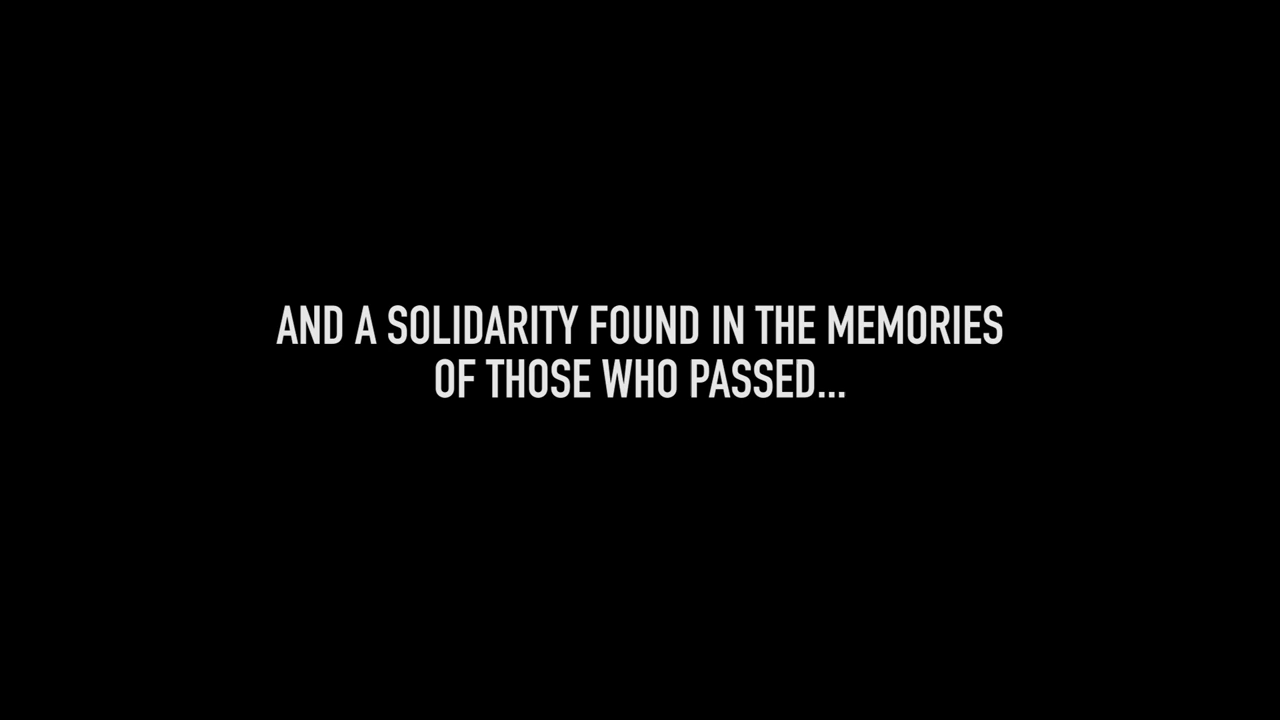 AND A SOLIDARITY FOUND IN THE MEMORIES
OF THOSE WHO PASSED...